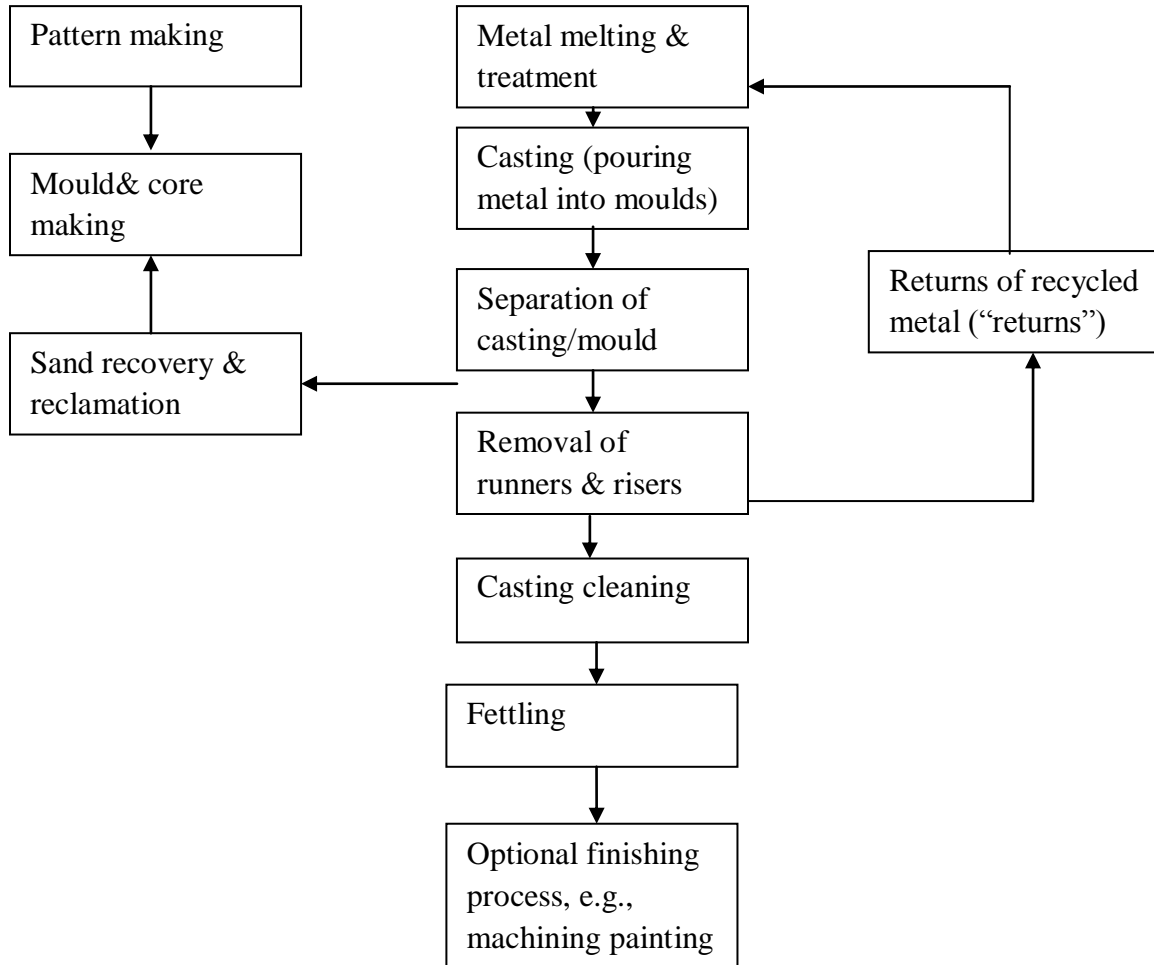 Pattern making
Mould& core
making
Sand recovery &
reclamation
Metal melting &
treatment
Casting (pouring
metal into moulds)
Separation of
casting/mould
Removal of
runners & risers
Casting cleaning
Fettling
Optional finishing
process, e.g.,
machining painting
Returns of recycled
metal (“returns”)